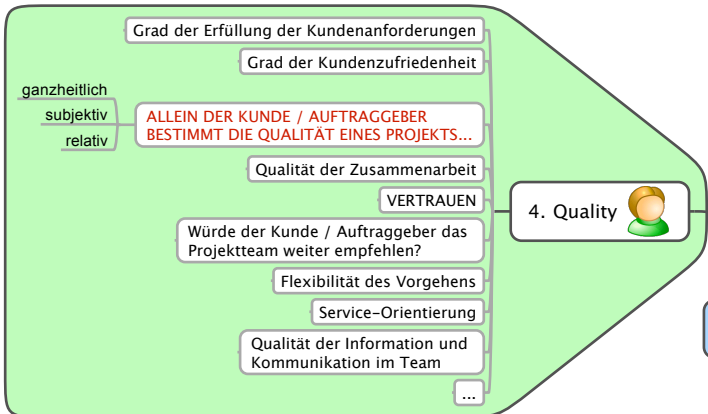 Grad der Erfüllung der Kundenanforderungen
Grad der Kundenzufriedenheit
ganzheitlich
subjektiv
relativ
ALLEIN DER KUNDE / AUFTRAGGEBER
BESTIMMT DIE QUALITÄT EINES PROJEKTS...
Qualität der Zusammenarbeit
VERTRAUEN
Würde der Kunde / Auftraggeber das
Projektteam weiter empfehlen?
Flexibilität des Vorgehens
Service-Orientierung
Qualität der Information und
Kommunikation im Team
...
4. Quality